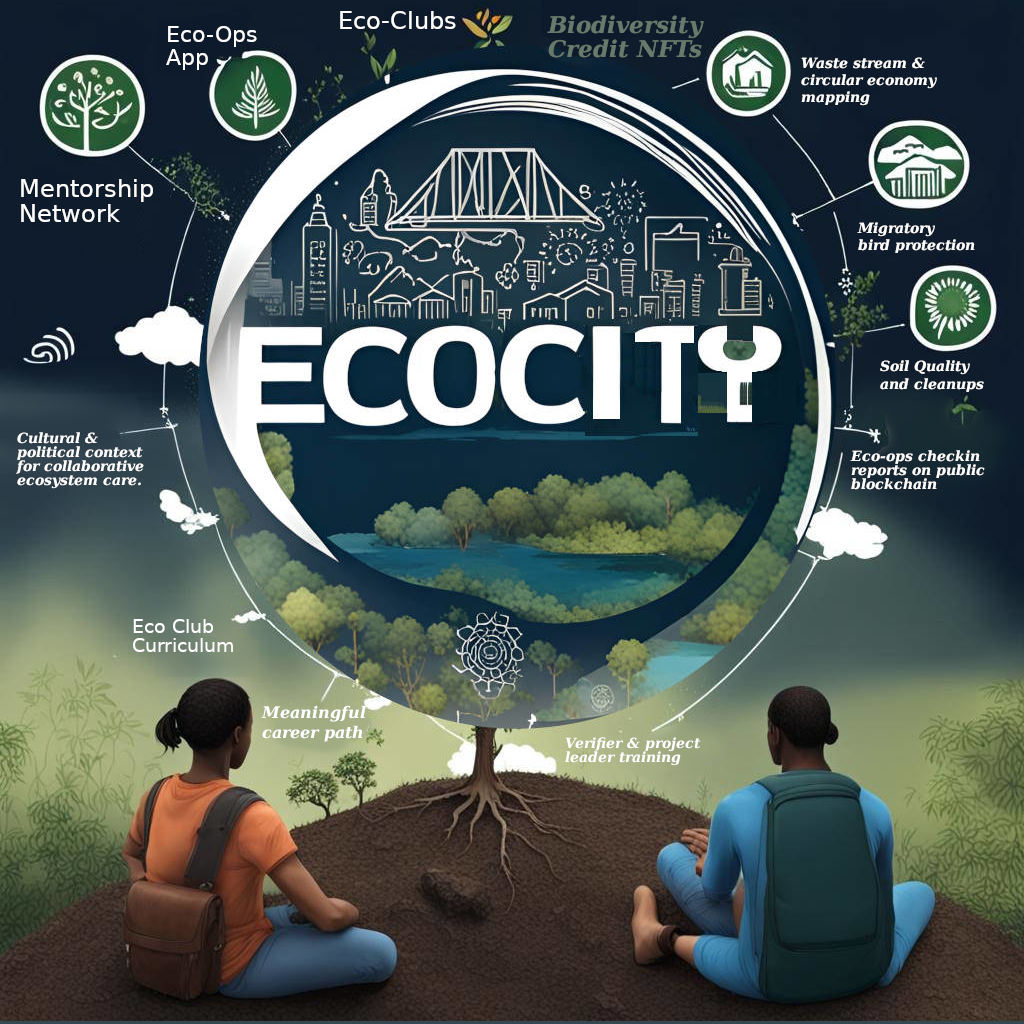 Eco-Clubs
Biodiversity
Credit NFTs
Eco-Ops
App
Waste stream &
circular economy
mapping
Mentorship
Network
Migratory
bird protection
ECOCITY
Soil Quality
and cleanups
Cultural &
political context
for collaborative
ecosystem care.
Eco-ops checkin
reports on public
blockchain
Eco Club
Curriculum
Meaningful
career path
Verifier & project
leader training